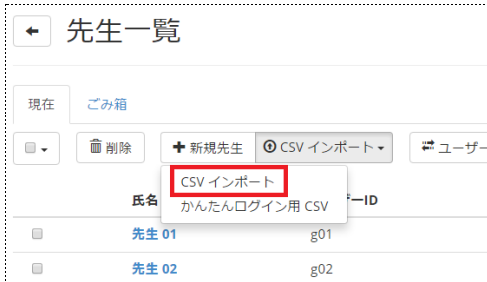 先生一覧
現在 ごみ箱
削除 新規先生 CSV インポート ユーザー
CSV インポート
かんたんログイン用 CSV
氏名 ーID
先生 01 g01
先生 02 g02